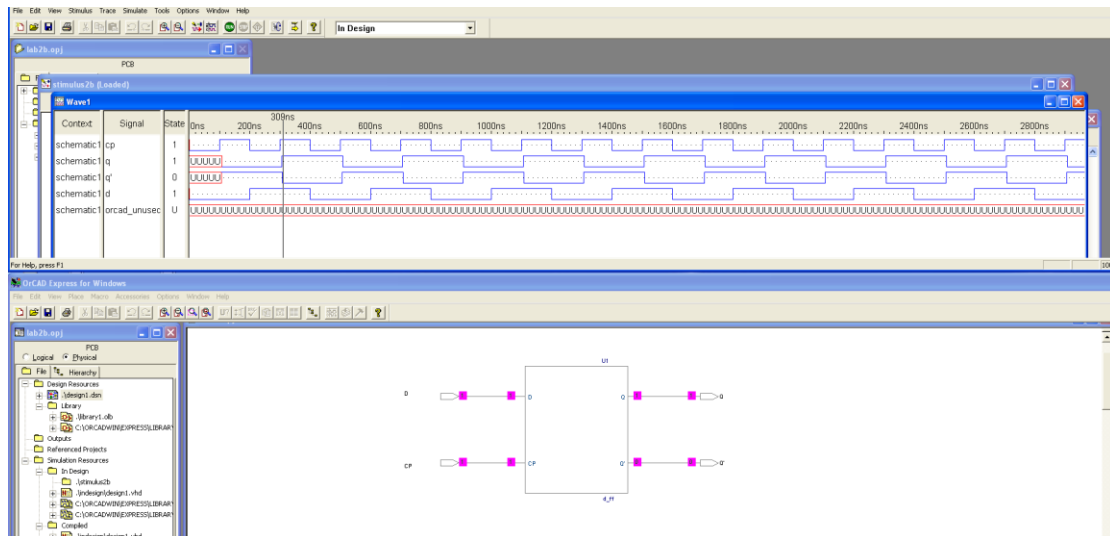 File Edit View Stimulus Trace Simulate Tools Options Window Help
In Design
lab2b.opj
PCB
stimulus2b (Loaded)
Wave1
Context Signal State 0ns 200ns 309ns 400ns 600ns 800ns 1000ns 1200ns 1400ns 1600ns 1800ns 2000ns 2200ns 2400ns 2600ns 2800ns
schematic1 cp 1
schematic1 q 1 UUUUU
schematic1 q' 0 UUUUU
schematic1 d 1
schematic1 orcad_unusec U
For Help, press F1
OrCAD Express for Windows
File Edit View Place Macro Accessories Options Window Help
lab2b.opj
PCB
Logical Physical
File Hierarchy
Design Resources
.\design1.dsn
Library
.\library1.olb
C:\ORCADWIN\EXPRESS\LIBRAR
Outputs
Referenced Projects
Simulation Resources
In Design
.\stimulus2b
.\indesign\design1.vhd
C:\ORCADWIN\EXPRESS\LIBRAR
C:\ORCADWIN\EXPRESS\LIBRAR
Compiled
U1
D D Q Q
CP CP Q' Q'
d_ff